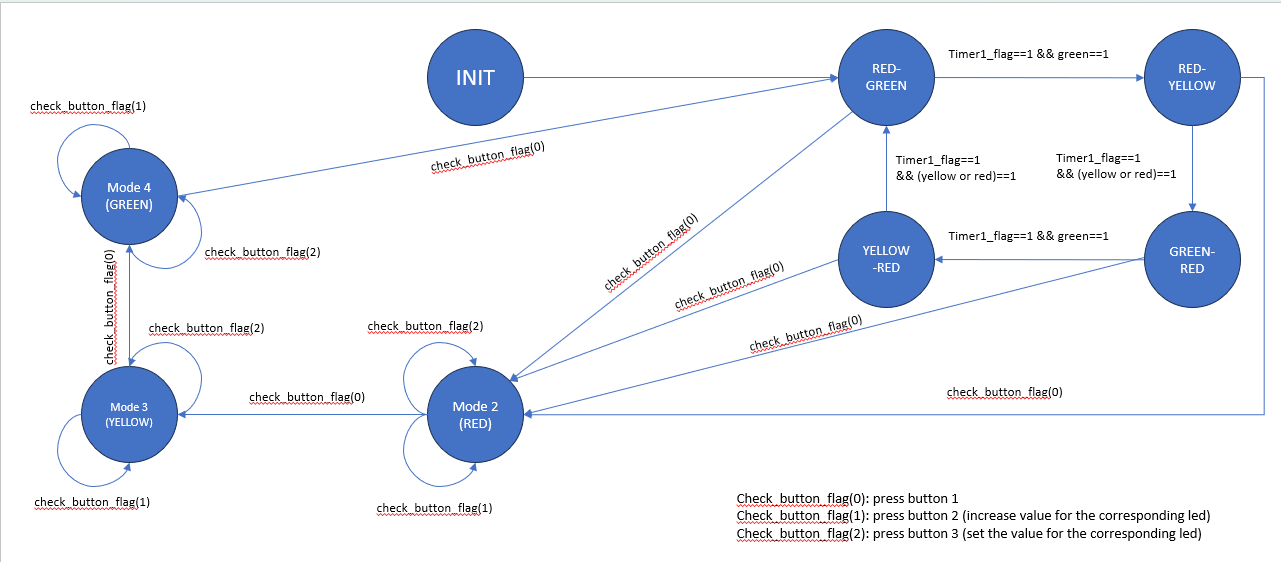 INIT
RED-
GREEN
Timer1_flag==1 && green==1
RED-
YELLOW
check_button_flag(1)
check_button_flag(0)
Mode 4
(GREEN)
Timer1_flag==1
&& (yellow or red)==1
Timer1_flag==1
&& (yellow or red)==1
check_button_flag(2)
check_button_flag(0)
YELLOW
-RED
Timer1_flag==1 && green==1
GREEN-
RED
check_button_flag(0)
check_button_flag(0)
check_button_flag(0)
check_button_flag(2)
check_button_flag(2)
Mode 3
(YELLOW)
check_button_flag(0)
Mode 2
(RED)
check_button_flag(0)
check_button_flag(1)
check_button_flag(1)
Check_button_flag(0): press button 1
Check_button_flag(1): press button 2 (increase value for the corresponding led)
Check_button_flag(2): press button 3 (set the value for the corresponding led)